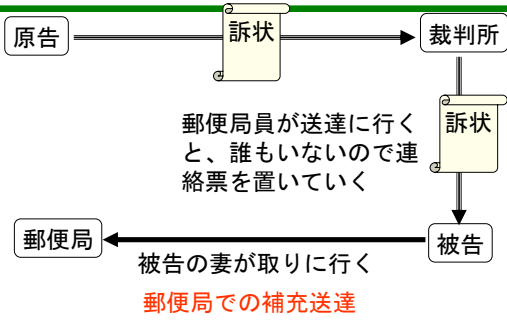 原告
訴状
裁判所
郵便局員が送達に行く
と、誰もいないので連
絡票を置いていく
訴状
郵便局
被告
被告の妻が取りに行く
郵便局での補充送達